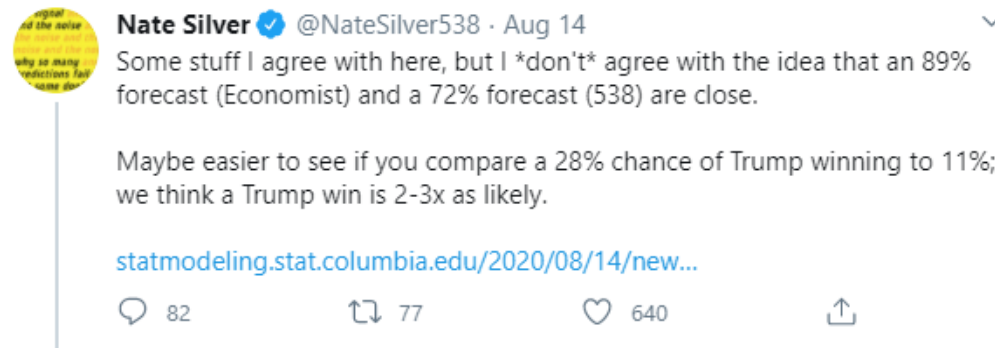 Nate Silver @NateSilver538 · Aug 14
Some stuff I agree with here, but I *don't* agree with the idea that an 89%
forecast (Economist) and a 72% forecast (538) are close.
Maybe easier to see if you compare a 28% chance of Trump winning to 11%;
we think a Trump win is 2-3x as likely.
statmodeling.stat.columbia.edu/2020/08/14/new...
82 77 640